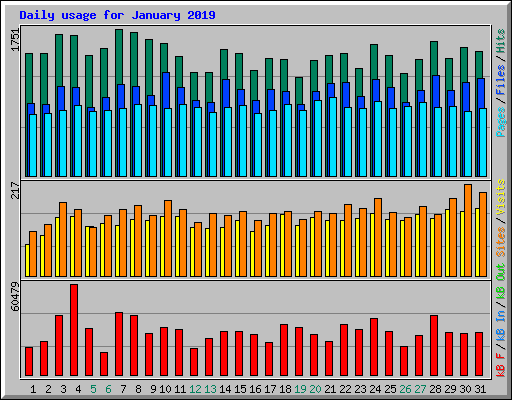 Daily usage for January 2019
1751
Pages / Files / Hits
217
Sites / Visits
60479
kB F / kB In / kB Out
1 2 3 4 5 6 7 8 9 10 11 12 13 14 15 16 17 18 19 20 21 22 23 24 25 26 27 28 29 30 31